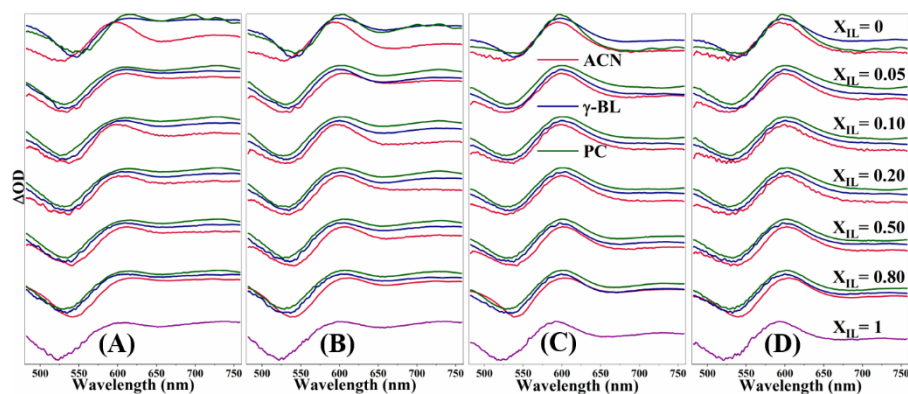 X_IL= 0
ACN
X_IL= 0.05
γ-BL
X_IL= 0.10
PC
ΔOD
X_IL= 0.20
X_IL= 0.50
X_IL= 0.80
X_IL= 1
(A) (B) (C) (D)
500 550 600 650 700 750 500 550 600 650 700 750 500 550 600 650 700 750 500 550 600 650 700 750
Wavelength (nm) Wavelength (nm) Wavelength (nm) Wavelength (nm)